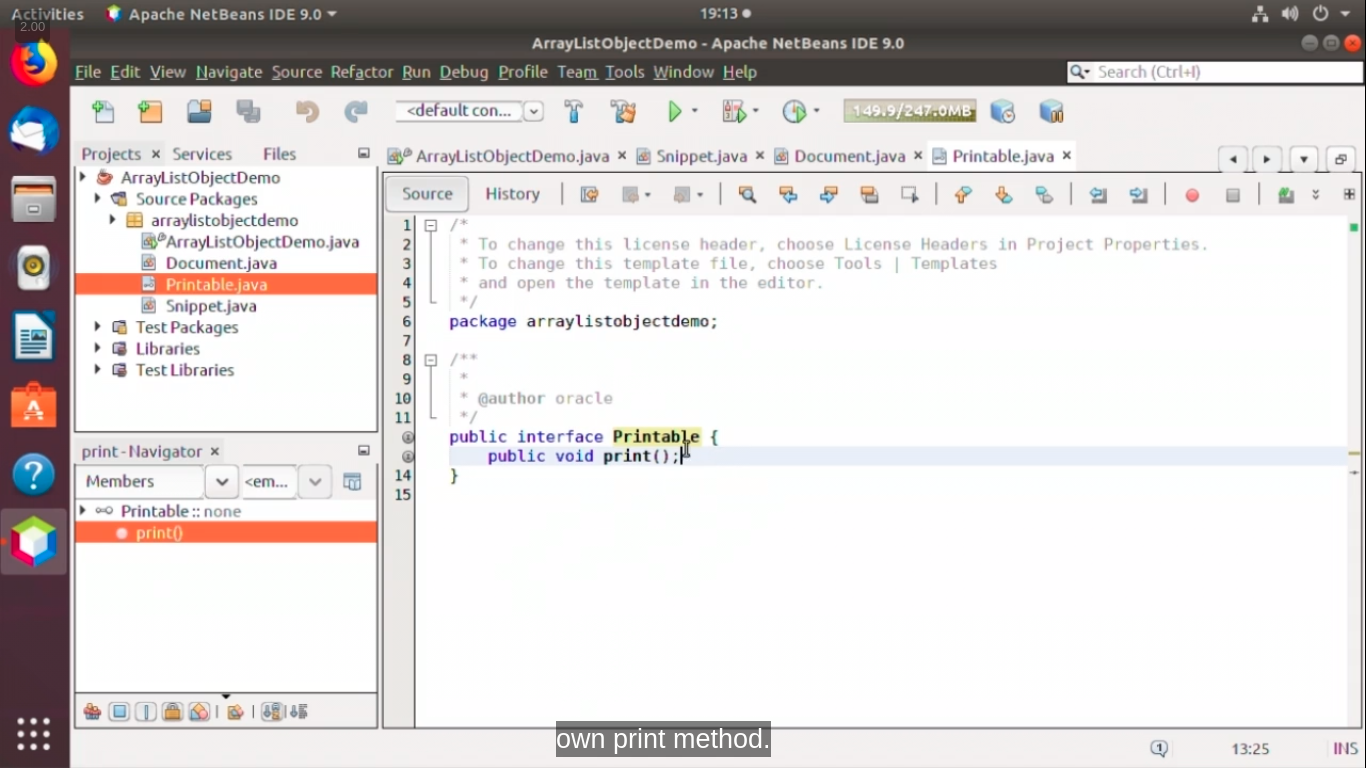 Activities Apache NetBeans IDE 9.0 19:13
2.00
ArrayListObjectDemo - Apache NetBeans IDE 9.0
File Edit View Navigate Source Refactor Run Debug Profile Team Tools Window Help Search (Ctrl+I)
<default con... 149.9/247.0MB
Projects × Services Files
ArrayListObjectDemo.java × Snippet.java × Document.java × Printable.java ×
ArrayListObjectDemo
Source Packages
arraylistobjectdemo
ArrayListObjectDemo.java
Document.java
Printable.java
Snippet.java
Test Packages
Libraries
Test Libraries
print - Navigator ×
Members <em...
Printable :: none
print()
Source History
1 /*
2 * To change this license header, choose License Headers in Project Properties.
3 * To change this template file, choose Tools | Templates
4 * and open the template in the editor.
5 */
6 package arraylistobjectdemo;
7
8 /**
9 *
10 * @author oracle
11 */
public interface Printable {
public void print();
14 }
15
own print method.
1 13:25 INS